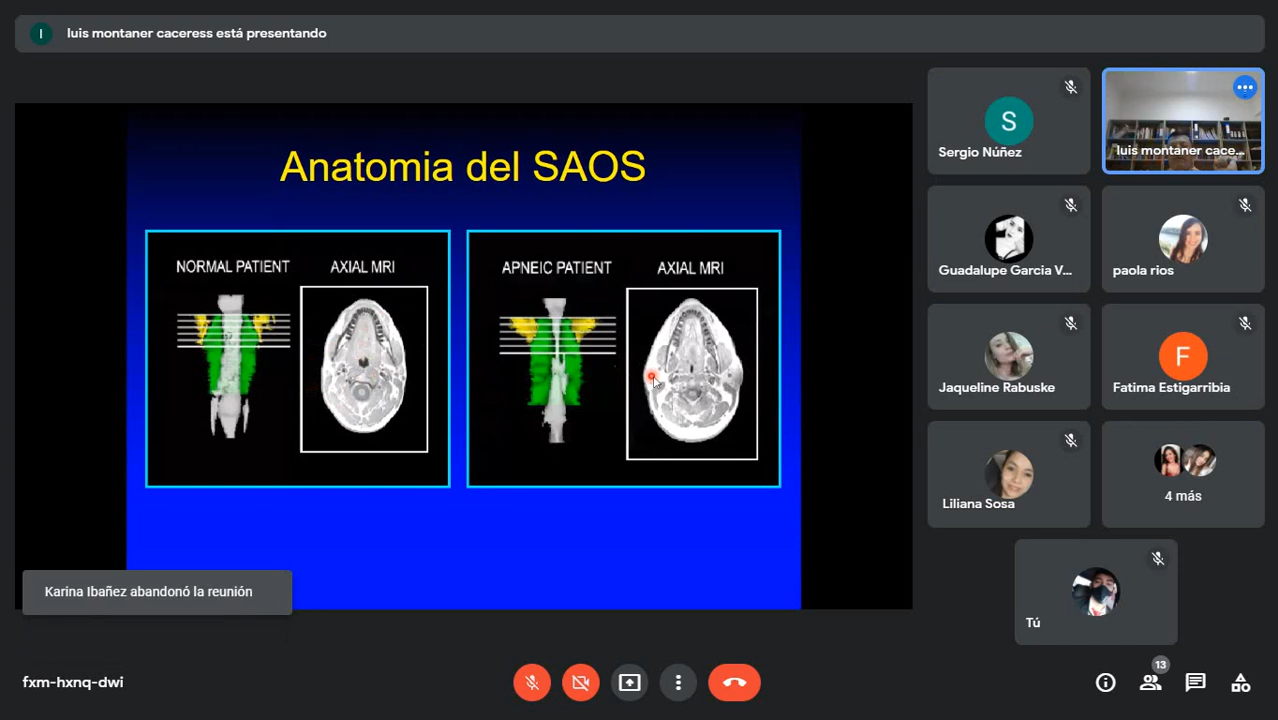 I
luis montaner caceress está presentando
Anatomia del SAOS
NORMAL PATIENT
AXIAL MRI
APNEIC PATIENT
AXIAL MRI
S
Sergio Núñez
luis montaner cace...
Guadalupe Garcia V...
paola rios
Jaqueline Rabuske
F
Fatima Estigarribia
Liliana Sosa
4 más
Tú
Karina Ibañez abandonó la reunión
fxm-hxnq-dwi
13